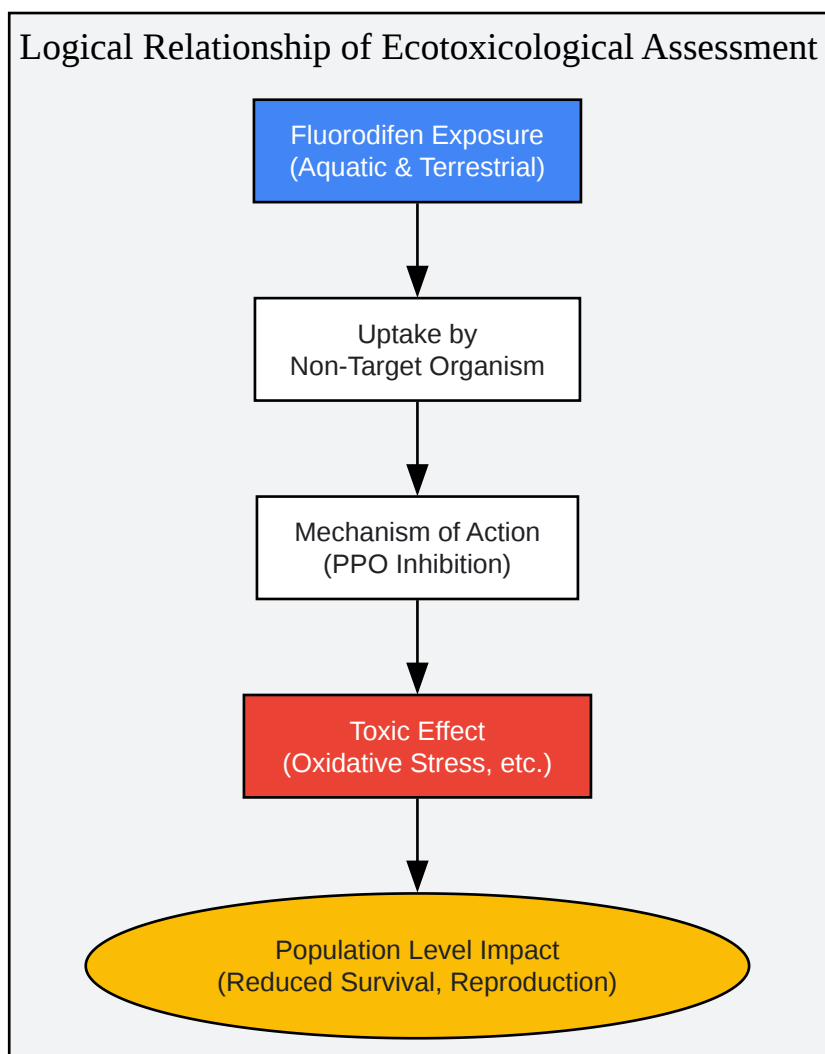 Logical Relationship of Ecotoxicological Assessment
Fluorodifen Exposure
(Aquatic & Terrestrial)
Uptake by
Non-Target Organism
Mechanism of Action
(PPO Inhibition)
Toxic Effect
(Oxidative Stress, etc.)
Population Level Impact
(Reduced Survival, Reproduction)